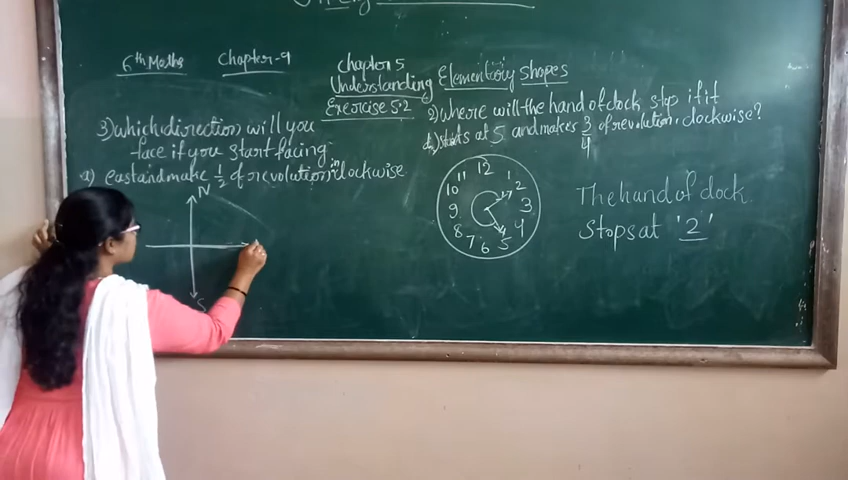 6th Maths Chapter-9
Chapter 5
Understanding Elementary Shapes
Exercise 5.2
3) which direction will you
face if you start facing
a) east and make 1/2 of revolution in clockwise
N
S
2) where will the hand of clock stop if it
starts at 5 and makes 3/4 of revolution, clockwise?
12
11 1
10 2
9 3
8 4
7 6 5
The hand of clock
stops at '2'